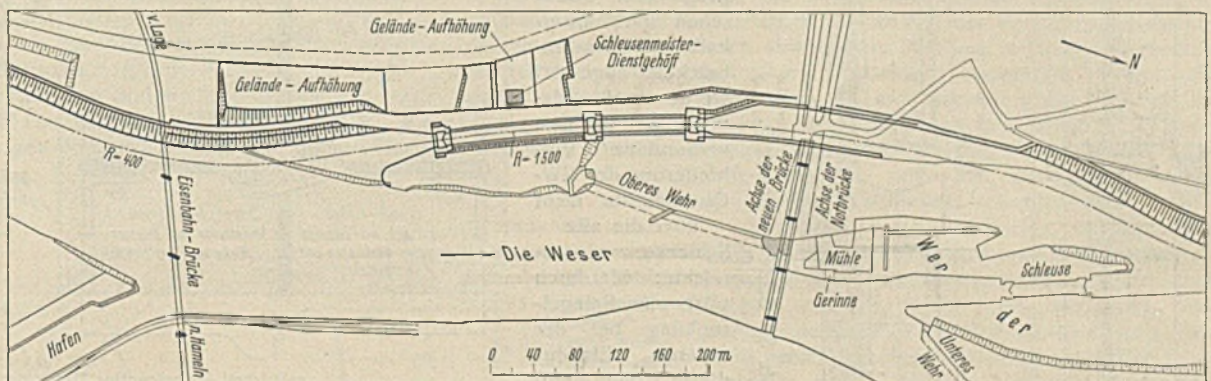 v. Lage
Gelände-Aufhöhung
Gelände-Aufhöhung
Schleusenmeister-
Dienstgehöft
N
R-400
R-1500
Eisenbahn-Brücke
n. Hameln
Oberes Wehr
Achse der
neuen Brücke
Achse der
Notbrücke
Die Weser
Mühle
Gerinne
Wer
der
Schleuse
Unteres
Wehr
Hafen
0 40 80 120 160 200 m